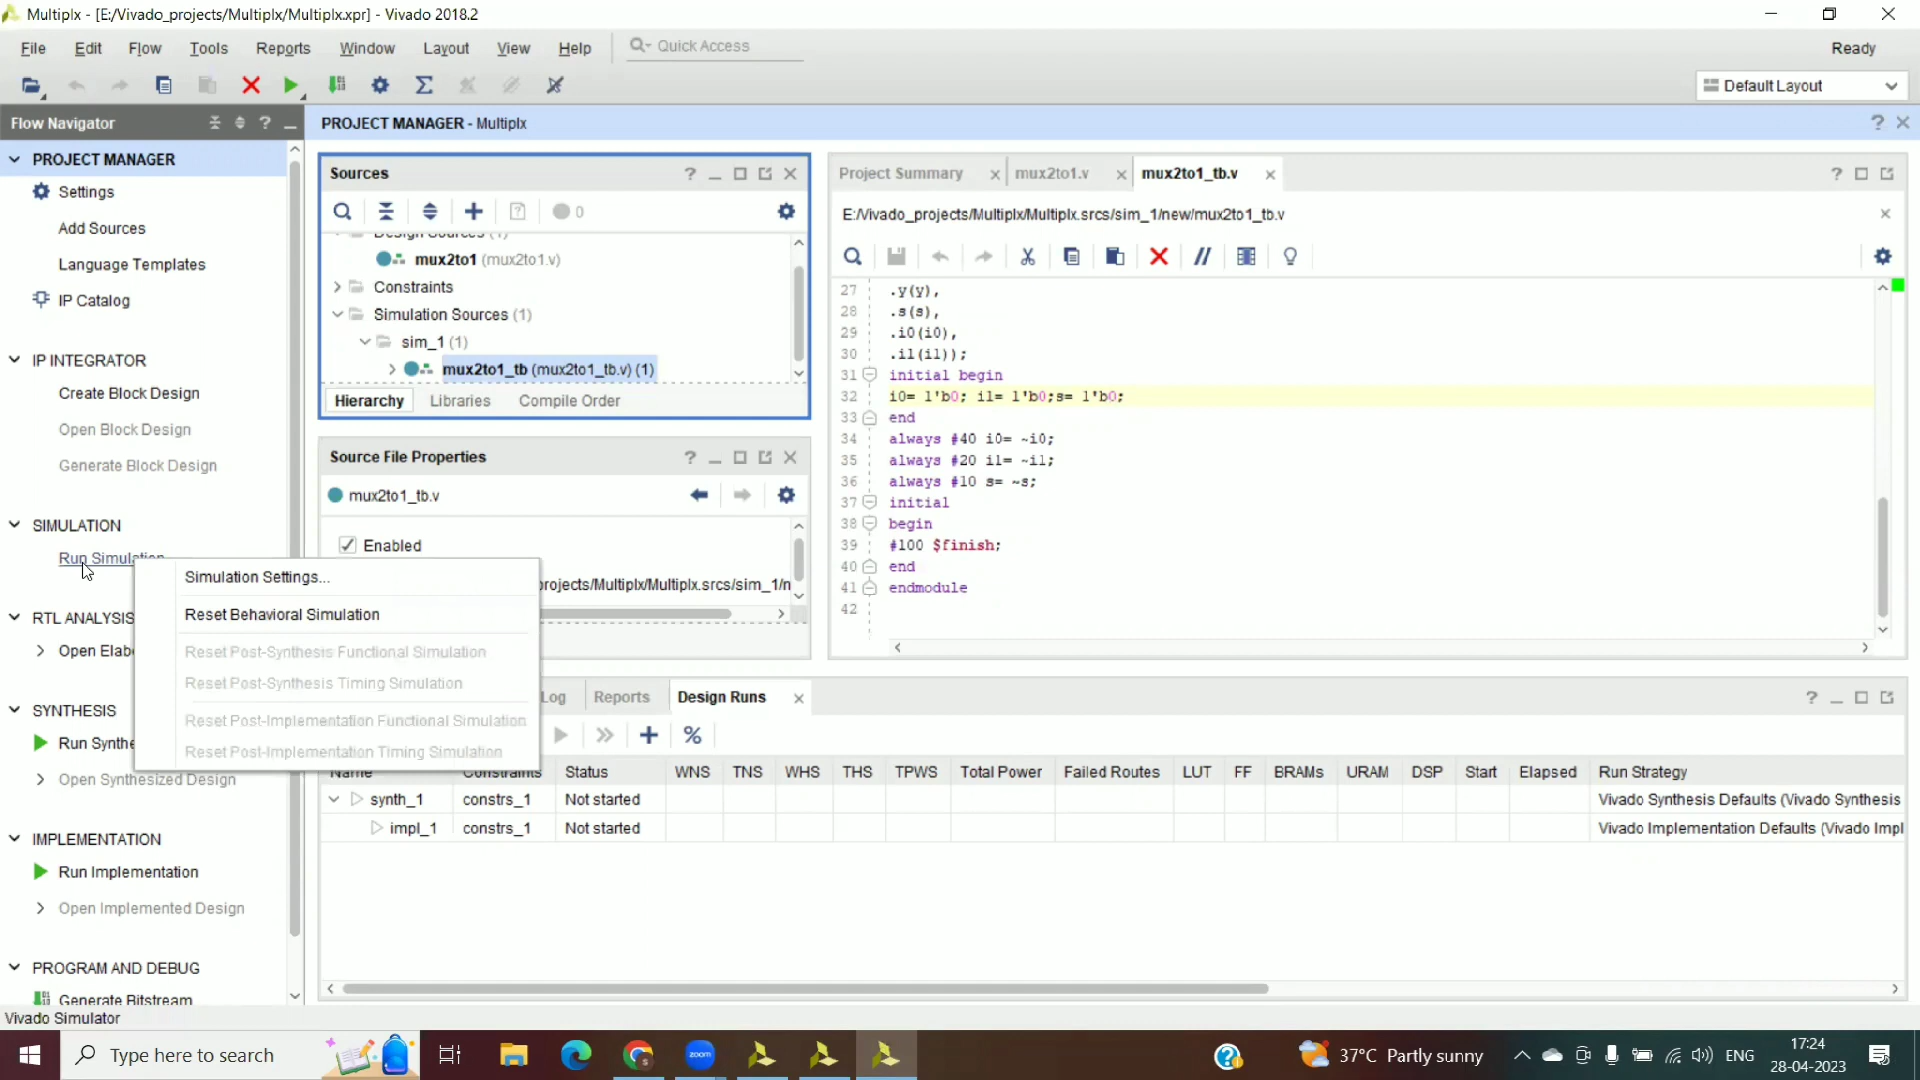 Multiplx - [E:/Vivado_projects/Multiplx/Multiplx.xpr] - Vivado 2018.2
File Edit Flow Tools Reports Window Layout View Help Quick Access Ready
Default Layout
Flow Navigator
PROJECT MANAGER - Multiplx
PROJECT MANAGER
Settings
Add Sources
Language Templates
IP Catalog
IP INTEGRATOR
Create Block Design
Open Block Design
Generate Block Design
SIMULATION
Run Simulation
RTL ANALYSIS
Open Elab
SYNTHESIS
Run Synthe
Open Synthesized Design
IMPLEMENTATION
Run Implementation
Open Implemented Design
PROGRAM AND DEBUG
Generate Bitstream
Vivado Simulator
Simulation Settings...
Reset Behavioral Simulation
Reset Post-Synthesis Functional Simulation
Reset Post-Synthesis Timing Simulation
Reset Post-Implementation Functional Simulation
Reset Post-Implementation Timing Simulation
Sources
0
Design Sources (1)
mux2to1 (mux2to1.v)
Constraints
Simulation Sources (1)
sim_1 (1)
mux2to1_tb (mux2to1_tb.v) (1)
Hierarchy Libraries Compile Order
Source File Properties
mux2to1_tb.v
Enabled
projects/Multiplx/Multiplx.srcs/sim_1/n
Project Summary mux2to1.v mux2to1_tb.v
E:/Vivado_projects/Multiplx/Multiplx.srcs/sim_1/new/mux2to1_tb.v
27 .y(y),
28 .s(s),
29 .i0(i0),
30 .i1(i1));
31 initial begin
32 i0= 1'b0; i1= 1'b0;s= 1'b0;
33 end
34 always #40 i0= ~i0;
35 always #20 i1= ~i1;
36 always #10 s= ~s;
37 initial
38 begin
39 #100 $finish;
40 end
41 endmodule
42
Log Reports Design Runs
Name Constraints Status WNS TNS WHS THS TPWS Total Power Failed Routes LUT FF BRAMs URAM DSP Start Elapsed Run Strategy
synth_1 constrs_1 Not started Vivado Synthesis Defaults (Vivado Synthesis
impl_1 constrs_1 Not started Vivado Implementation Defaults (Vivado Impl
Type here to search
zoom
37°C Partly sunny
ENG
17:24
28-04-2023